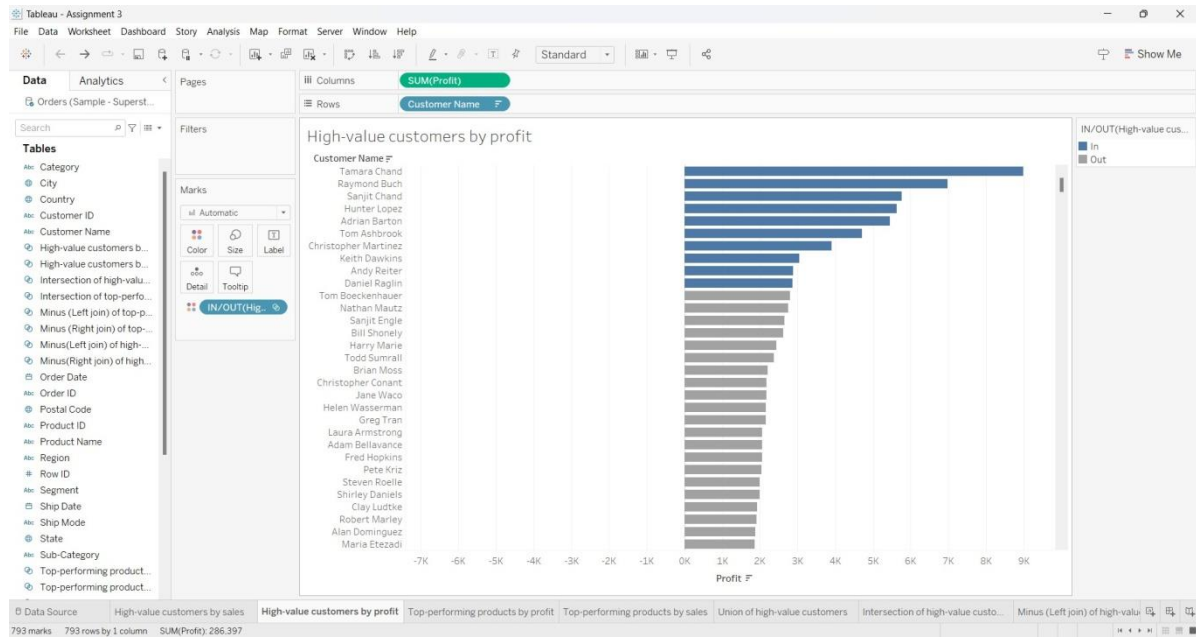 Tableau - Assignment 3
File Data Worksheet Dashboard Story Analysis Map Format Server Window Help
Standard
Show Me
Data Analytics
Orders (Sample - Superst...
Search
Tables
Abc Category
City
Country
Abc Customer ID
Abc Customer Name
High-value customers b...
High-value customers b...
Intersection of high-valu...
Intersection of top-perfo...
Minus (Left join) of top-p...
Minus (Right join) of top-...
Minus(Left join) of high-...
Minus(Right join) of high...
Order Date
Abc Order ID
Postal Code
Abc Product ID
Abc Product Name
Abc Region
# Row ID
Abc Segment
Ship Date
Abc Ship Mode
State
Abc Sub-Category
Top-performing product...
Top-performing product...
Pages
Filters
Marks
Automatic
Color Size Label
Detail Tooltip
IN/OUT(Hig..
Columns SUM(Profit)
Rows Customer Name
High-value customers by profit
Customer Name
Tamara Chand
Raymond Buch
Sanjit Chand
Hunter Lopez
Adrian Barton
Tom Ashbrook
Christopher Martinez
Keith Dawkins
Andy Reiter
Daniel Raglin
Tom Boeckenhauer
Nathan Mautz
Sanjit Engle
Bill Shonely
Harry Marie
Todd Sumrall
Brian Moss
Christopher Conant
Jane Waco
Helen Wasserman
Greg Tran
Laura Armstrong
Adam Bellavance
Fred Hopkins
Pete Kriz
Steven Roelle
Shirley Daniels
Clay Ludtke
Robert Marley
Alan Dominguez
Maria Etezadi
-7K -6K -5K -4K -3K -2K -1K 0K 1K 2K 3K 4K 5K 6K 7K 8K 9K
Profit
IN/OUT(High-value cus...
In
Out
Data Source High-value customers by sales High-value customers by profit Top-performing products by profit Top-performing products by sales Union of high-value customers Intersection of high-value custo... Minus (Left join) of high-valu
793 marks 793 rows by 1 column SUM(Profit): 286,397